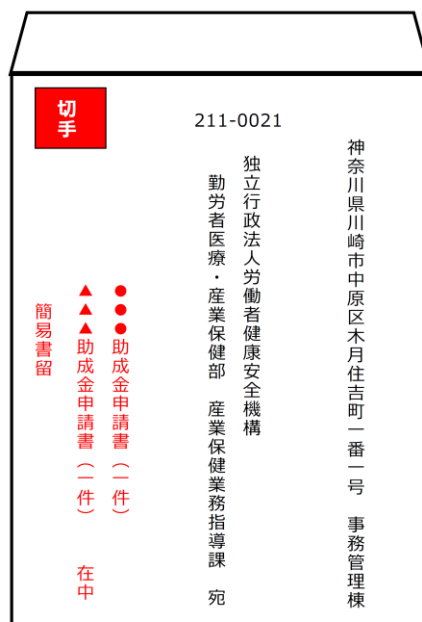 切手
211-0021
神奈川県川崎市中原区木月住吉町一番一号　事務管理棟
独立行政法人労働者健康安全機構
勤労者医療・産業保健部　産業保健業務指導課　宛
●●●助成金申請書（一件）
▲▲▲助成金申請書（一件）　在中
簡易書留